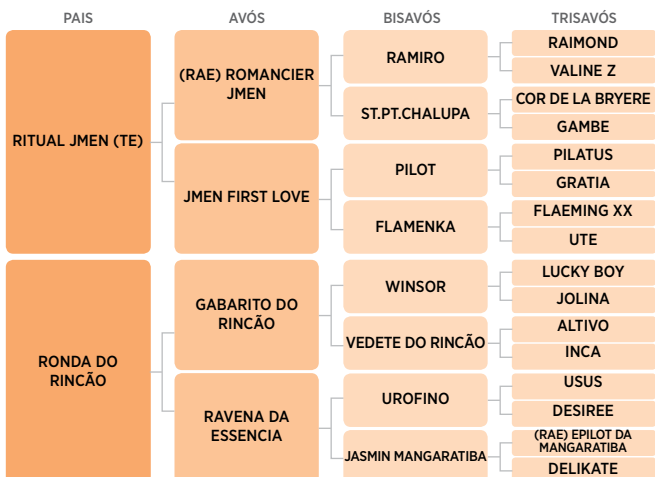 PAIS
AVÓS
BISAVÓS
TRISAVÓS
RITUAL JMEN (TE)
(RAE) ROMANCIER
JMEN
JMEN FIRST LOVE
RAMIRO
ST.PT.CHALUPA
PILOT
FLAMENKA
RAIMOND
VALINE Z
COR DE LA BRYERE
GAMBE
PILATUS
GRATIA
FLAEMING XX
UTE
RONDA DO
RINCÃO
GABARITO DO
RINCÃO
RAVENA DA
ESSENCIA
WINSOR
VEDETE DO RINCÃO
UROFINO
JASMIN MANGARATIBA
LUCKY BOY
JOLINA
ALTIVO
INCA
USUS
DESIREE
(RAE) EPILOT DA
MANGARATIBA
DELIKATE